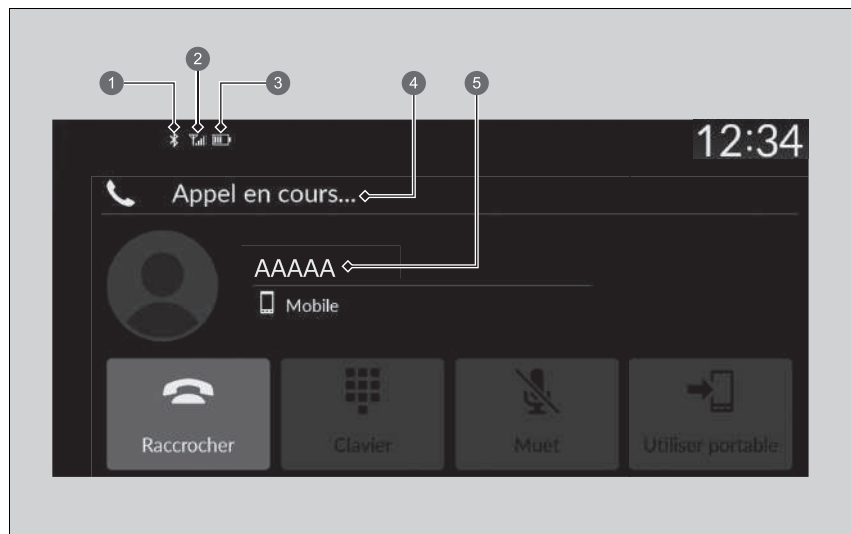 2
1
3
4
5
12:34
Appel en cours...
AAAAA
Mobile
Raccrocher
Clavier
Muet
Utiliser portable